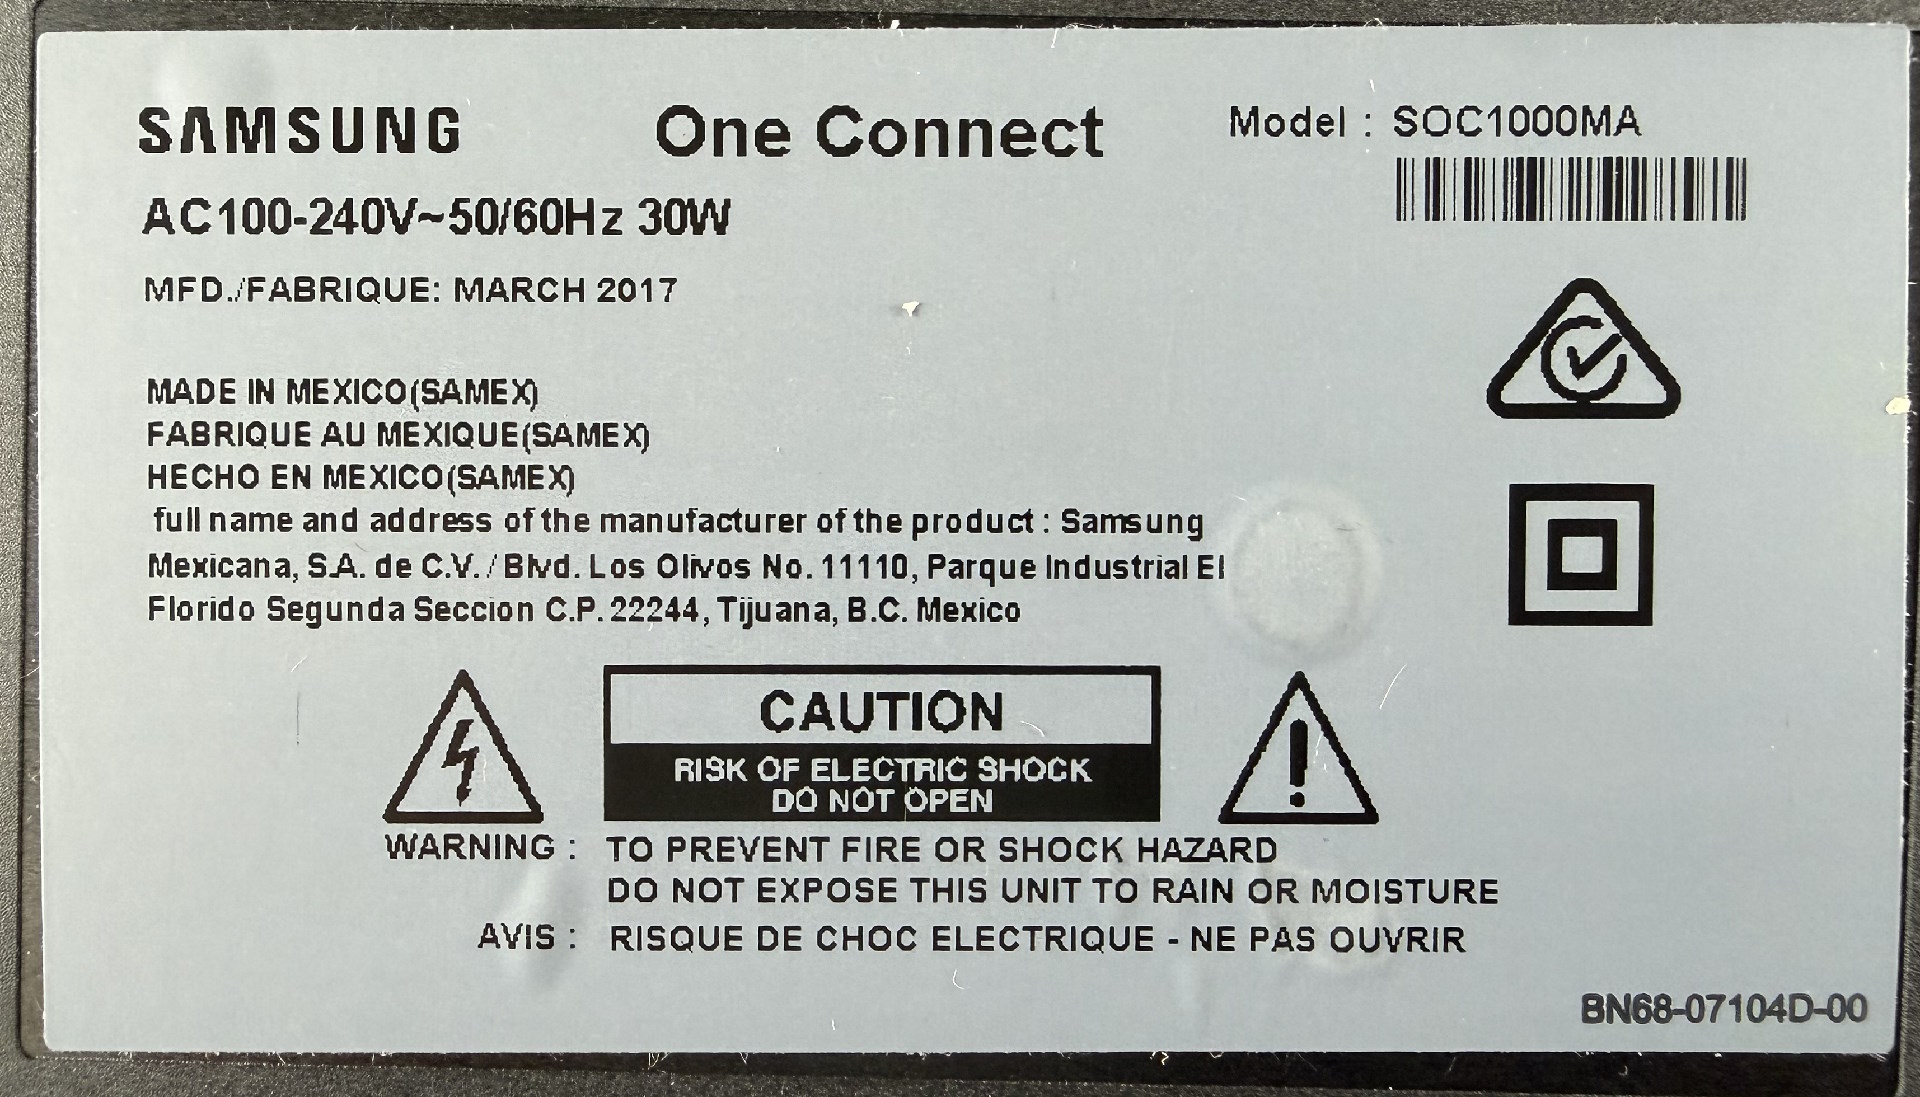 SAMSUNG One Connect Model : SOC1000MA
AC100-240V~50/60Hz 30W
MFD./FABRIQUE: MARCH 2017
MADE IN MEXICO(SAMEX)
FABRIQUE AU MEXIQUE(SAMEX)
HECHO EN MEXICO(SAMEX)
full name and address of the manufacturer of the product : Samsung
Mexicana, S.A. de C.V. / Blvd. Los Olivos No. 11110, Parque Industrial El
Florido Segunda Seccion C.P. 22244, Tijuana, B.C. Mexico
CAUTION
RISK OF ELECTRIC SHOCK
DO NOT OPEN
WARNING : TO PREVENT FIRE OR SHOCK HAZARD
DO NOT EXPOSE THIS UNIT TO RAIN OR MOISTURE
AVIS : RISQUE DE CHOC ELECTRIQUE - NE PAS OUVRIR
BN68-07104D-00